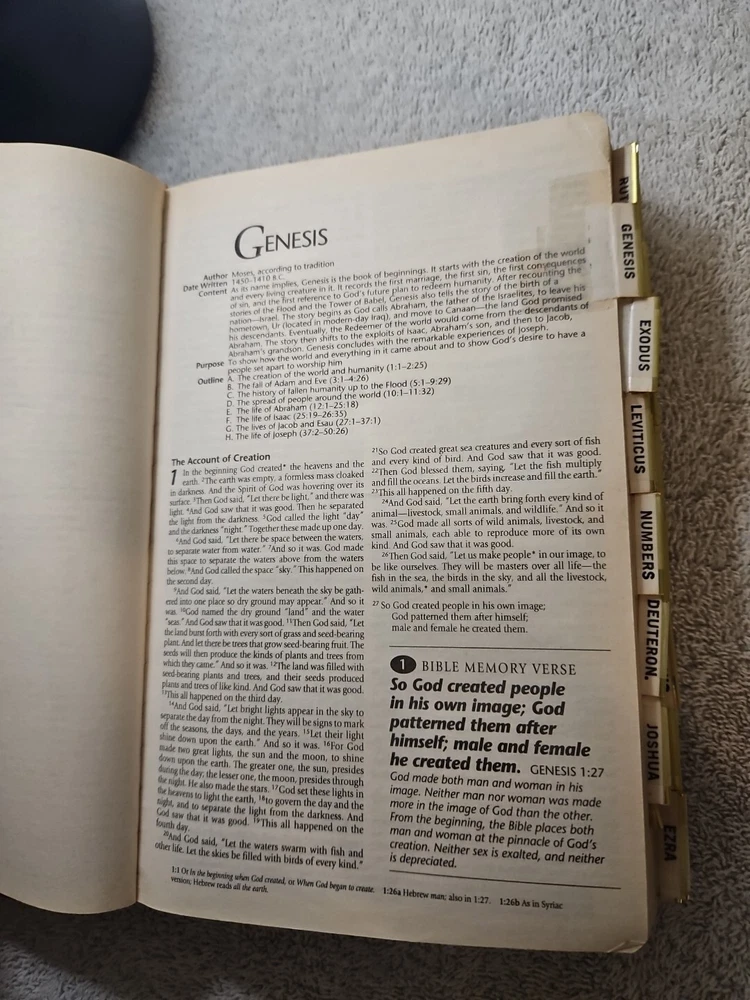 GENESIS
Author Moses, according to tradition
Date Written 1450–1410 B.C.
Content As its name implies, Genesis is the book of beginnings. It starts with the creation of the world
and every living creature in it. It records the first marriage, the first sin, the first consequences
of sin, and the first reference to God's future plan to redeem humanity. After recounting the
stories of the Flood and the Tower of Babel, Genesis also tells the story of the birth of a
nation—Israel. The story begins as God calls Abraham, the father of the Israelites, to leave his
hometown, Ur (located in modern-day Iraq), and move to Canaan—the land God promised
his descendants. Eventually, the Redeemer of the world would come from the descendants of
Abraham. The story then shifts to the exploits of Isaac, Abraham's son, and then to Jacob,
Abraham's grandson. Genesis concludes with the remarkable experiences of Joseph.
Purpose To show how the world and everything in it came about and to show God's desire to have a
people set apart to worship him
Outline A. The creation of the world and humanity (1:1–2:25)
B. The fall of Adam and Eve (3:1–4:26)
C. The history of fallen humanity up to the Flood (5:1–9:29)
D. The spread of people around the world (10:1–11:32)
E. The life of Abraham (12:1–25:18)
F. The life of Isaac (25:19–26:35)
G. The lives of Jacob and Esau (27:1–37:1)
H. The life of Joseph (37:2–50:26)
The Account of Creation
1 In the beginning God created* the heavens and the
earth. 2The earth was empty, a formless mass cloaked
in darkness. And the Spirit of God was hovering over its
surface. 3Then God said, "Let there be light," and there was
light. 4And God saw that it was good. Then he separated
the light from the darkness. 5God called the light "day"
and the darkness "night." Together these made up one day.
6And God said, "Let there be space between the waters,
to separate water from water." 7And so it was. God made
this space to separate the waters above from the waters
below. 8And God called the space "sky." This happened on
the second day.
9And God said, "Let the waters beneath the sky be gath-
ered into one place so dry ground may appear." And so it
was. 10God named the dry ground "land" and the water
"seas." And God saw that it was good. 11Then God said, "Let
the land burst forth with every sort of grass and seed-bearing
plant. And let there be trees that grow seed-bearing fruit. The
seeds will then produce the kinds of plants and trees from
which they came." And so it was. 12The land was filled with
seed-bearing plants and trees, and their seeds produced
plants and trees of like kind. And God saw that it was good.
13This all happened on the third day.
14And God said, "Let bright lights appear in the sky to
separate the day from the night. They will be signs to mark
off the seasons, the days, and the years. 15Let their light
shine down upon the earth." And so it was. 16For God
made two great lights, the sun and the moon, to shine
down upon the earth. The greater one, the sun, presides
during the day; the lesser one, the moon, presides through
the night. He also made the stars. 17God set these lights in
the heavens to light the earth, 18to govern the day and the
night, and to separate the light from the darkness. And
God saw that it was good. 19This all happened on the
fourth day.
20And God said, "Let the waters swarm with fish and
other life. Let the skies be filled with birds of every kind."
21So God created great sea creatures and every sort of fish
and every kind of bird. And God saw that it was good.
22Then God blessed them, saying, "Let the fish multiply
and fill the oceans. Let the birds increase and fill the earth."
23This all happened on the fifth day.
24And God said, "Let the earth bring forth every kind of
animal—livestock, small animals, and wildlife." And so it
was. 25God made all sorts of wild animals, livestock, and
small animals, each able to reproduce more of its own
kind. And God saw that it was good.
26Then God said, "Let us make people* in our image, to
be like ourselves. They will be masters over all life—the
fish in the sea, the birds in the sky, and all the livestock,
wild animals,* and small animals."
27 So God created people in his own image;
God patterned them after himself;
male and female he created them.
1 BIBLE MEMORY VERSE
So God created people
in his own image; God
patterned them after
himself; male and female
he created them. GENESIS 1:27
God made both man and woman in his
image. Neither man nor woman was made
more in the image of God than the other.
From the beginning, the Bible places both
man and woman at the pinnacle of God's
creation. Neither sex is exalted, and neither
is depreciated.
1:1 Or In the beginning when God created, or When God began to create. 1:26a Hebrew man; also in 1:27. 1:26b As in Syriac
version; Hebrew reads all the earth.
RUT
GENESIS
EXODUS
LEVITICUS
NUMBERS
DEUTERON.
JOSHUA
EZRA